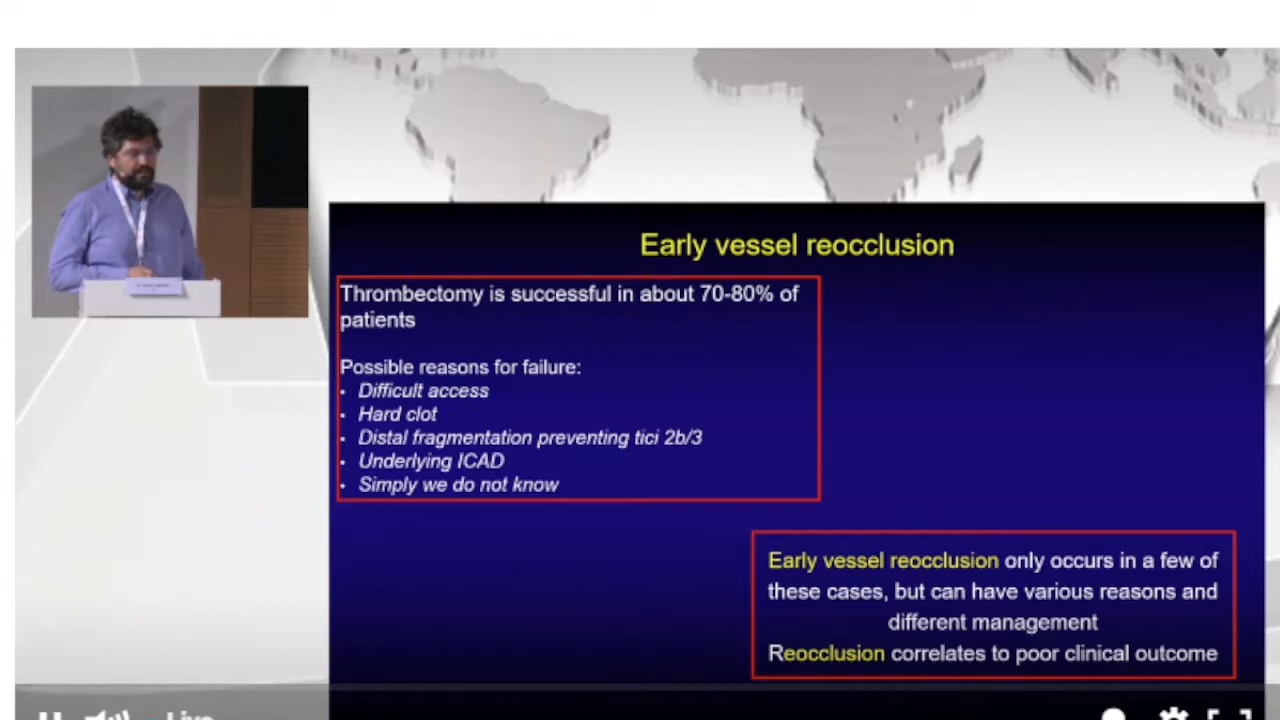 Early vessel reocclusion
Thrombectomy is successful in about 70-80% of
patients
Possible reasons for failure:
• Difficult access
• Hard clot
• Distal fragmentation preventing tici 2b/3
• Underlying ICAD
• Simply we do not know
Early vessel reocclusion only occurs in a few of
these cases, but can have various reasons and
different management
Reocclusion correlates to poor clinical outcome
Live